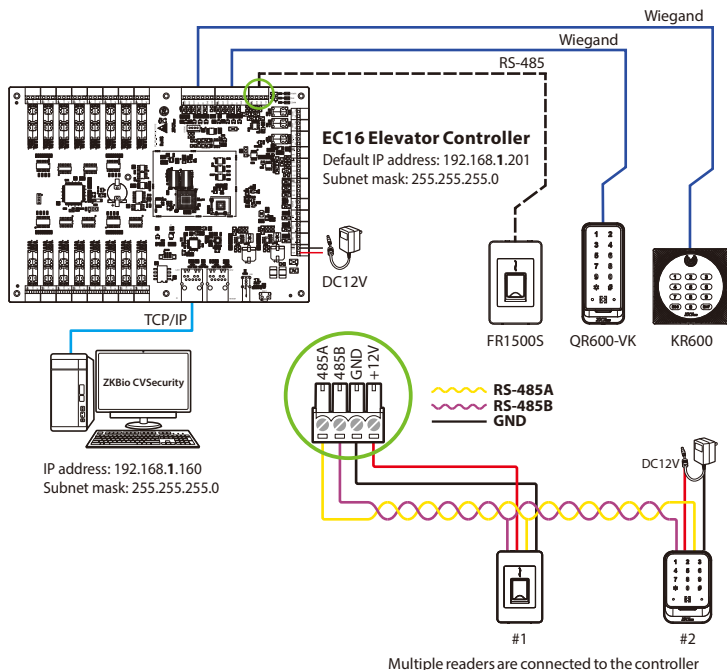 Wiegand
Wiegand
RS-485
EC16 Elevator Controller
Default IP address: 192.168.1.201
Subnet mask: 255.255.255.0
DC12V
TCP/IP
FR1500S
QR600-VK
KR600
ZKBio CVSecurity
IP address: 192.168.1.160
Subnet mask: 255.255.255.0
485A
485B
GND
+12V
RS-485A
RS-485B
GND
DC12V
#1
#2
Multiple readers are connected to the controller